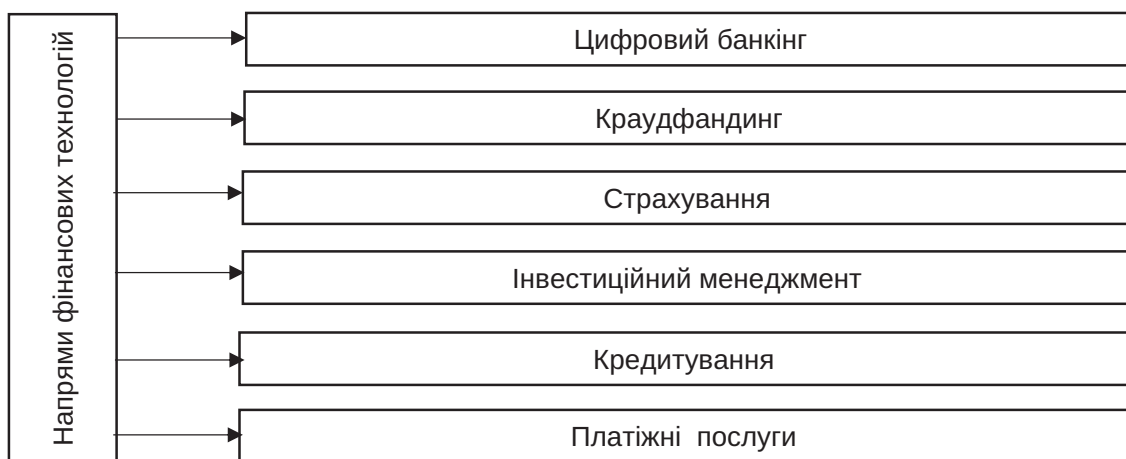 Напрями фінансових технологій
Цифровий банкінг
Краудфандинг
Страхування
Інвестиційний менеджмент
Кредитування
Платіжні послуги